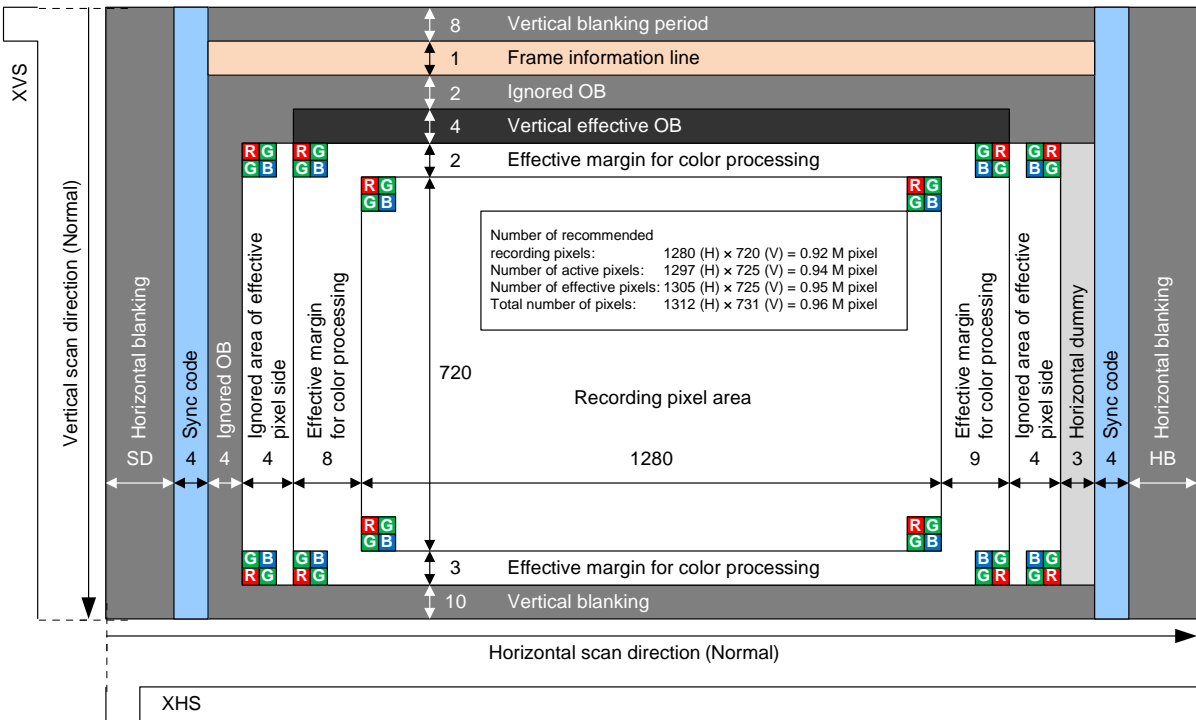 XVS
Vertical scan direction (Normal)
8 Vertical blanking period
1 Frame information line
2 Ignored OB
4 Vertical effective OB
R G R G G R G R
G B G B B G B G
2 Effective margin for color processing
R G R G
G B G B
Number of recommended
recording pixels: 1280 (H) × 720 (V) = 0.92 M pixel
Number of active pixels: 1297 (H) × 725 (V) = 0.94 M pixel
Number of effective pixels: 1305 (H) × 725 (V) = 0.95 M pixel
Total number of pixels: 1312 (H) × 731 (V) = 0.96 M pixel
Horizontal blanking
SD
Sync code
4
Ignored OB
4
Ignored area of effective
pixel side
4
Effective margin
for color processing
8
720
Recording pixel area
1280
Effective margin
for color processing
9
Ignored area of effective
pixel side
4
Horizontal dummy
3
Sync code
4
Horizontal blanking
HB
R G R G
G B G B
G B G B B G B G
R G R G G R G R
3 Effective margin for color processing
10 Vertical blanking
Horizontal scan direction (Normal)
XHS